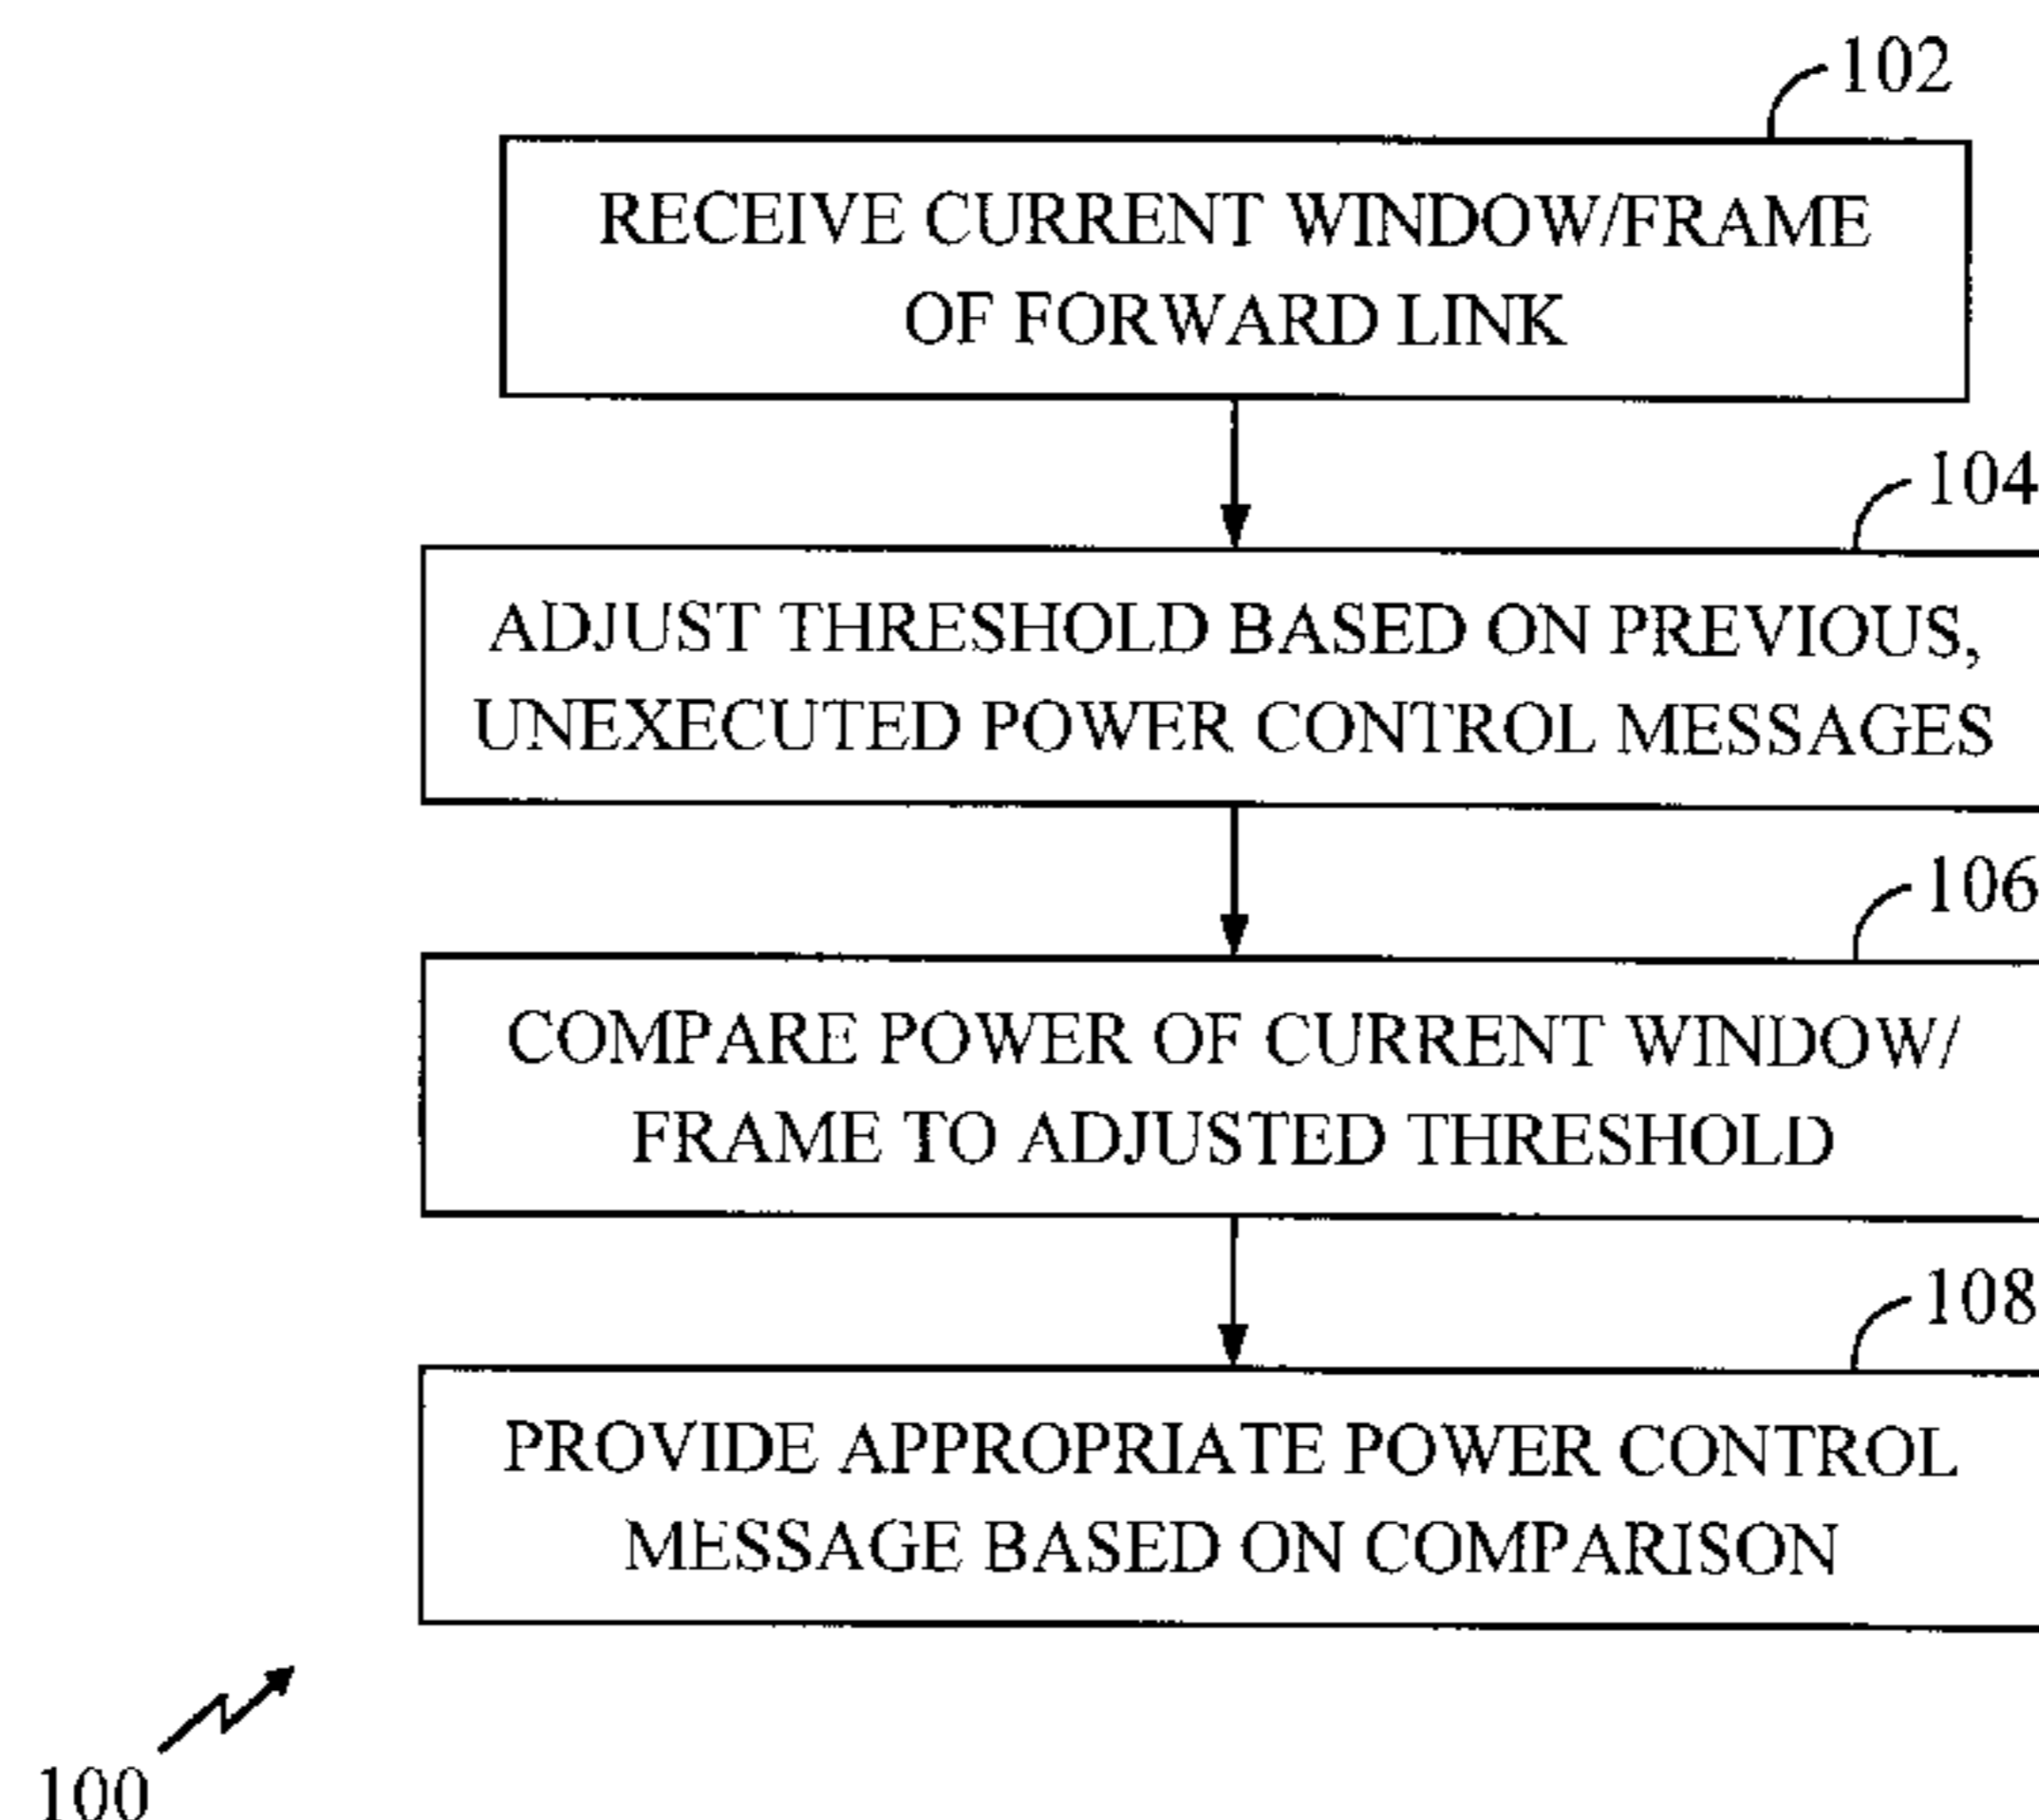 102
RECEIVE CURRENT WINDOW/FRAME
OF FORWARD LINK
104
ADJUST THRESHOLD BASED ON PREVIOUS,
UNEXECUTED POWER CONTROL MESSAGES
106
COMPARE POWER OF CURRENT WINDOW/
FRAME TO ADJUSTED THRESHOLD
108
PROVIDE APPROPRIATE POWER CONTROL
MESSAGE BASED ON COMPARISON
100